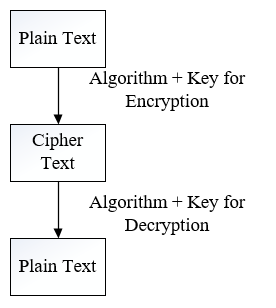 Plain Text
Algorithm + Key for
Encryption
Cipher
Text
Algorithm + Key for
Decryption
Plain Text